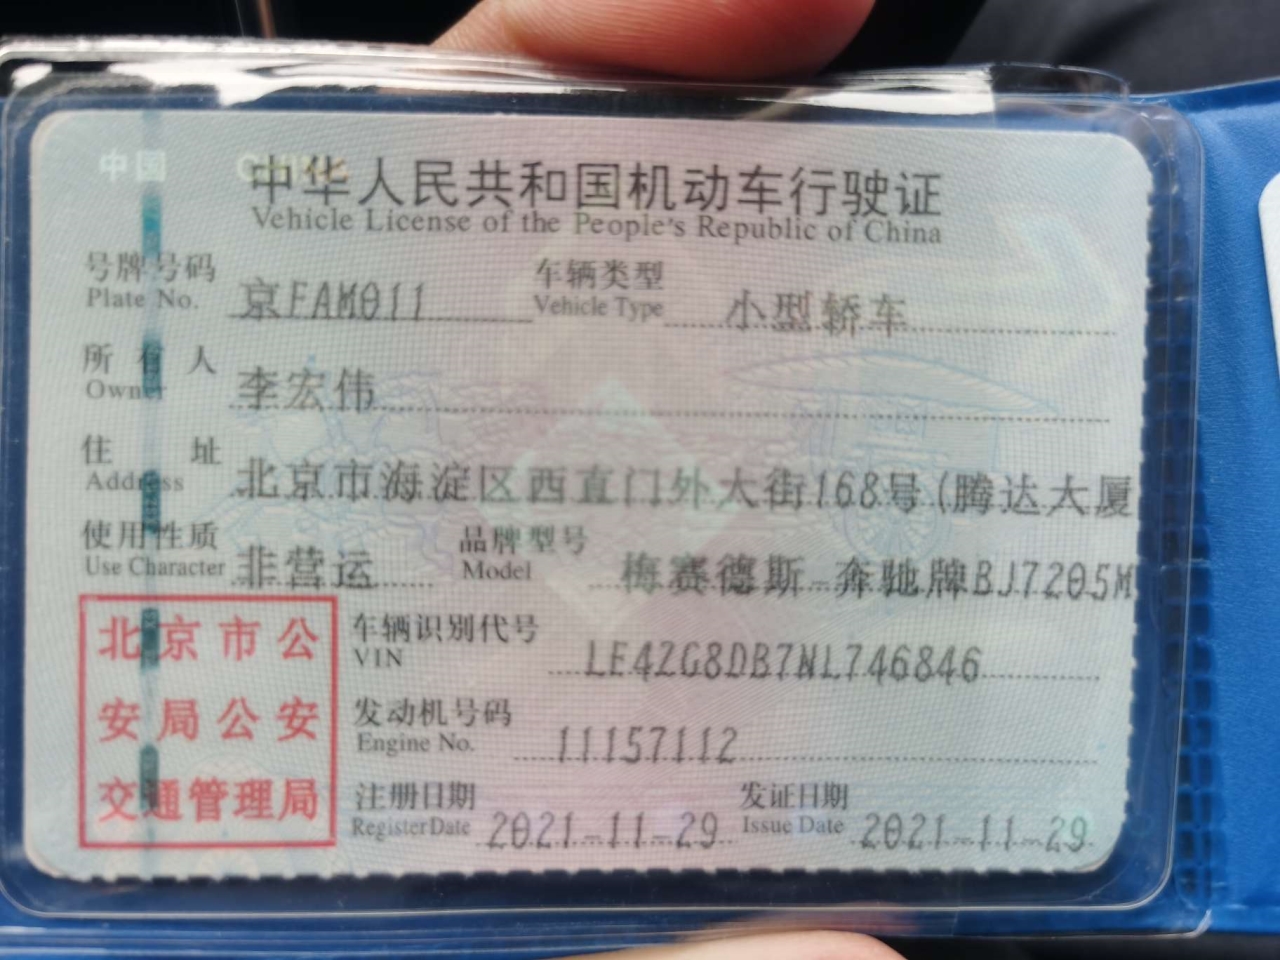 中国 CHINA
中华人民共和国机动车行驶证
Vehicle License of the People's Republic of China
号牌号码 京FAM011 车辆类型 小型轿车
Plate No. Vehicle Type
所有人 李宏伟
Owner
住址 北京市海淀区西直门外大街168号(腾达大厦
Address
使用性质 非营运 品牌型号 梅赛德斯-奔驰牌BJ7205M
Use Character Model
北京市公
安局公安
交通管理局
车辆识别代号 LE4ZG8DB7NL746846
VIN
发动机号码 11157112
Engine No.
注册日期 2021-11-29 发证日期 2021-11-29
Register Date Issue Date